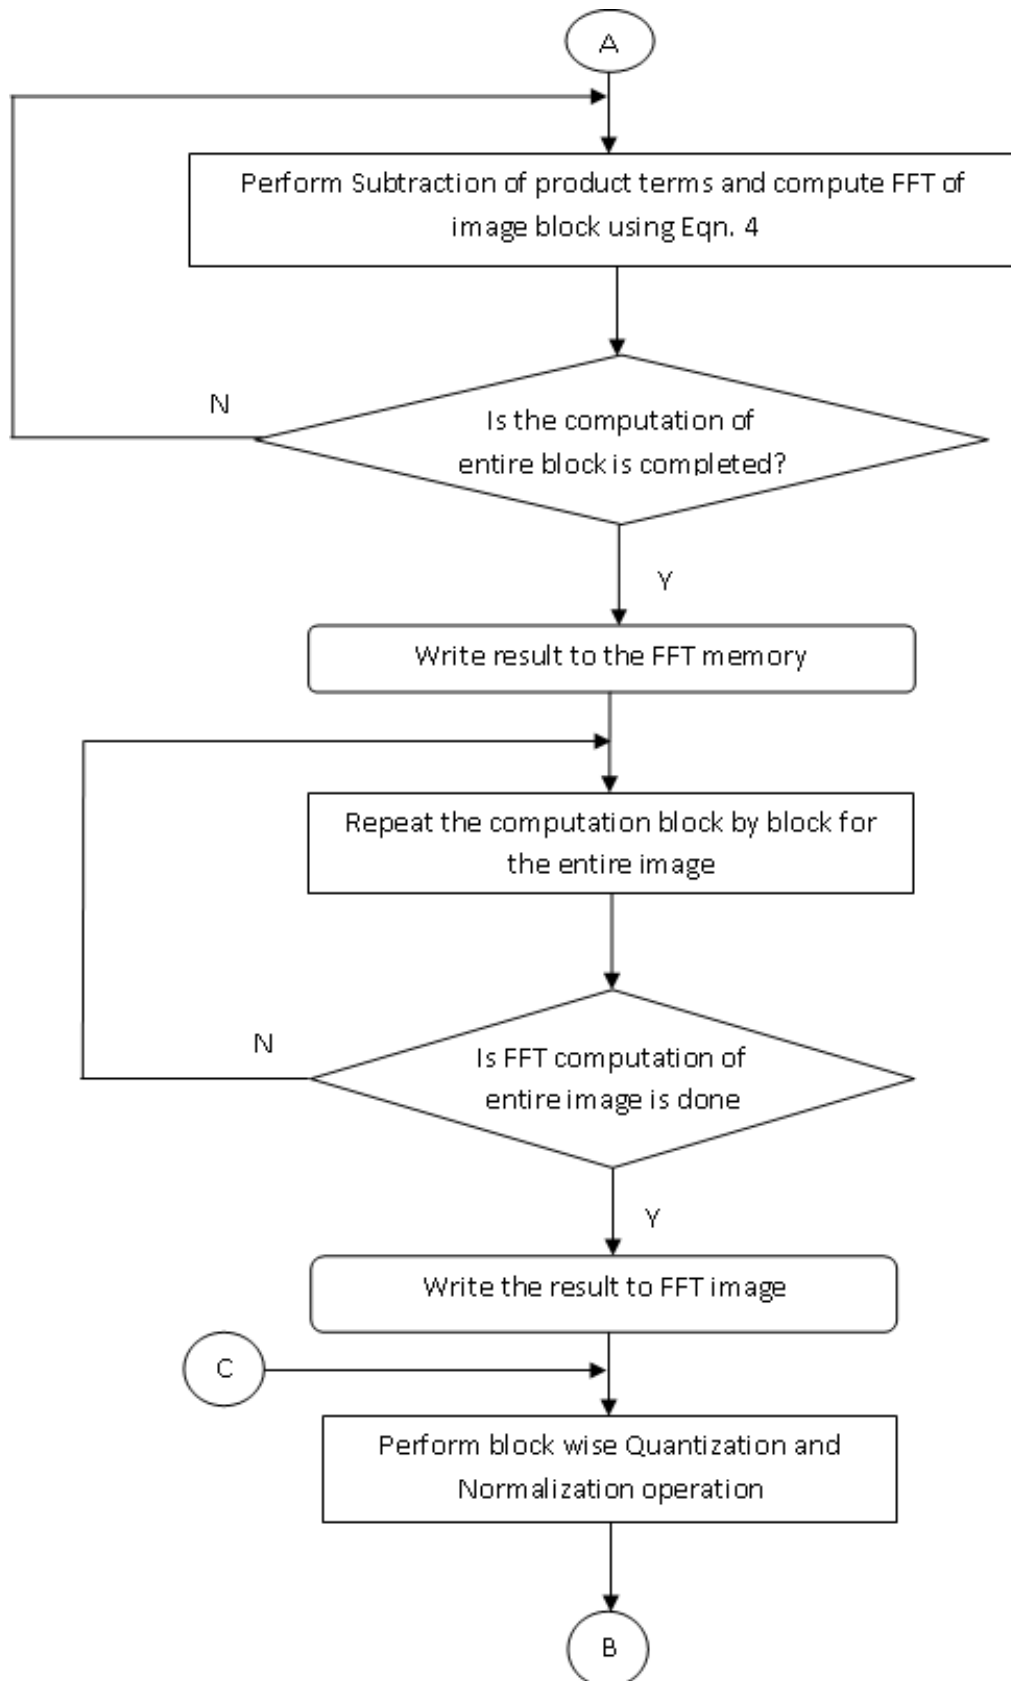 A
Perform Subtraction of product terms and compute FFT of
image block using Eqn. 4
N
Is the computation of
entire block is completed?
Y
Write result to the FFT memory
Repeat the computation block by block for
the entire image
N
Is FFT computation of
entire image is done
Y
Write the result to FFT image
C
Perform block wise Quantization and
Normalization operation
B